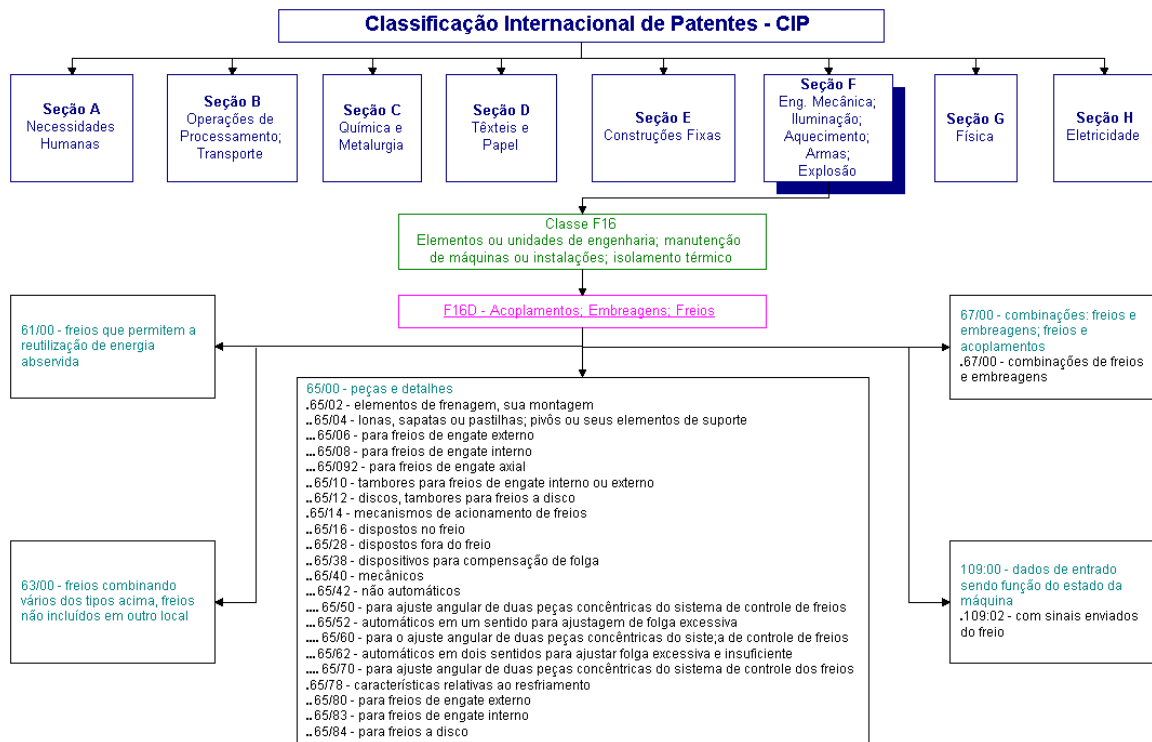 Classificação Internacional de Patentes - CIP
Seção A
Necessidades
Humanas
Seção B
Operações de
Processamento;
Transporte
Seção C
Química e
Metalurgia
Seção D
Têxteis e
Papel
Seção E
Construções Fixas
Seção F
Eng. Mecânica;
Iluminação;
Aquecimento;
Armas;
Explosão
Seção G
Física
Seção H
Eletricidade
Classe F16
Elementos ou unidades de engenharia; manutenção
de máquinas ou instalações; isolamento térmico
F16D - Acoplamentos; Embreagens; Freios
61/00 - freios que permitem a
reutilização de energia
abservida
67/00 - combinações: freios e
embreagens; freios e
acoplamentos
.67/00 - combinações de freios
e embreagens
65/00 - peças e detalhes
.65/02 - elementos de frenagem, sua montagem
..65/04 - lonas, sapatas ou pastilhas; pivôs ou seus elementos de suporte
...65/06 - para freios de engate externo
...65/08 - para freios de engate interno
...65/092 - para freios de engate axial
..65/10 - tambores para freios de engate interno ou externo
..65/12 - discos, tambores para freios a disco
.65/14 - mecanismos de acionamento de freios
..65/16 - dispostos no freio
..65/28 - dispostos fora do freio
..65/38 - dispositivos para compensação de folga
..65/40 - mecânicos
..65/42 - não automáticos
....65/50 - para ajuste angular de duas peças concêntricas do sistema de controle de freios
...65/52 - automáticos em um sentido para ajustagem de folga excessiva
....65/60 - para o ajuste angular de duas peças concêntricas do siste;a de controle de freios
...65/62 - automáticos em dois sentidos para ajustar folga excessiva e insuficiente
....65/70 - para ajuste angular de duas peças concêntricas do sistema de controle dos freios
.65/78 - características relativas ao resfriamento
..65/80 - para freios de engate externo
..65/83 - para freios de engate interno
..65/84 - para freios a disco
63/00 - freios combinando
vários dos tipos acima, freios
não incluídos em outro local
109:00 - dados de entrado
sendo função do estado da
máquina
.109:02 - com sinais enviados
do freio